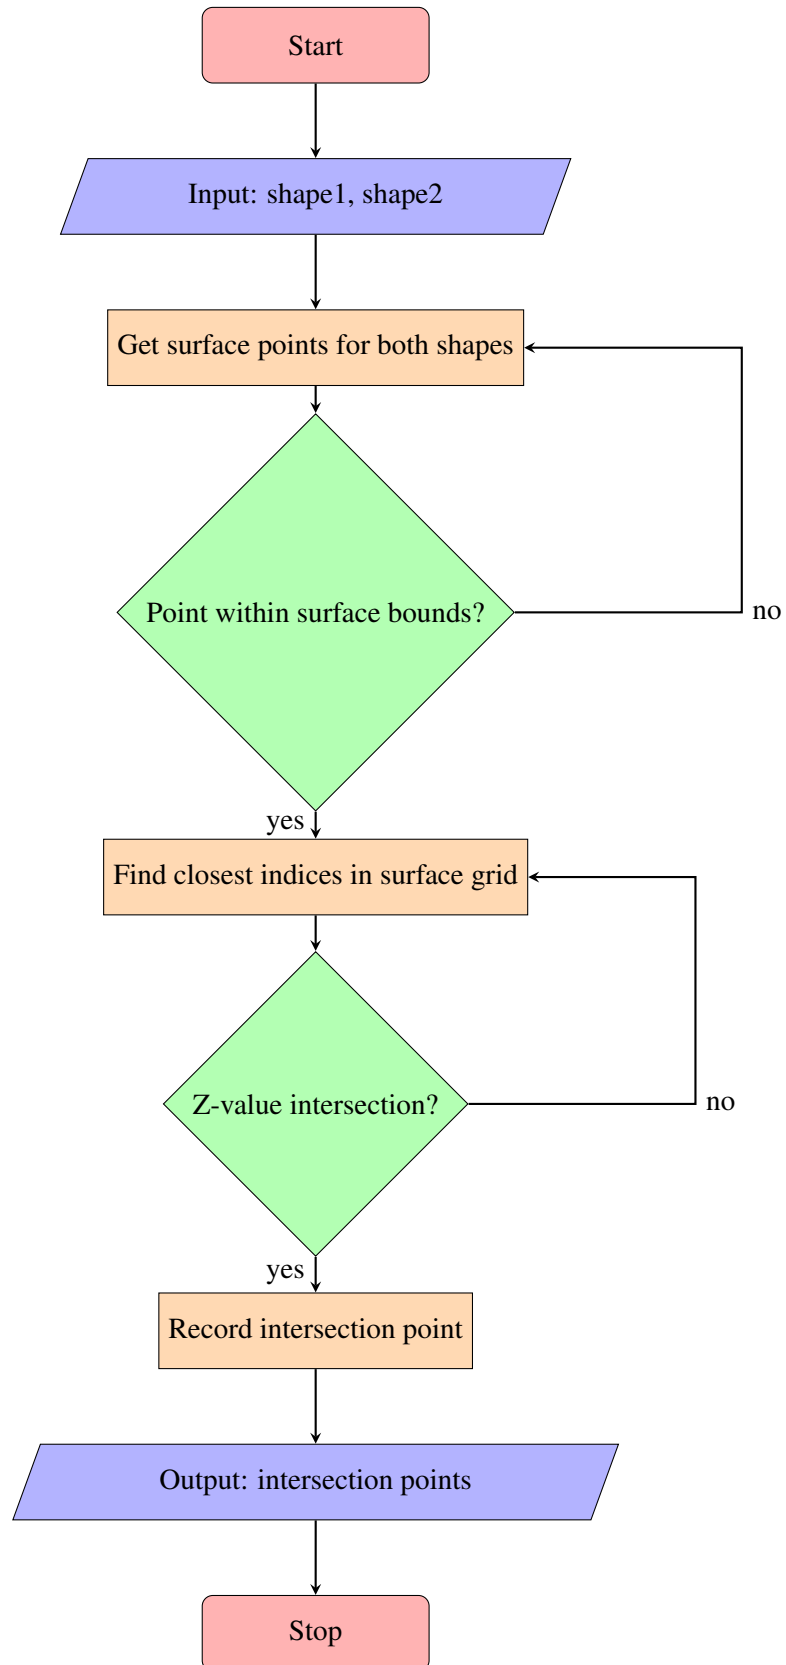 Start
Input: shape1, shape2
Get surface points for both shapes
Point within surface bounds?
no
yes
Find closest indices in surface grid
Z-value intersection?
no
yes
Record intersection point
Output: intersection points
Stop